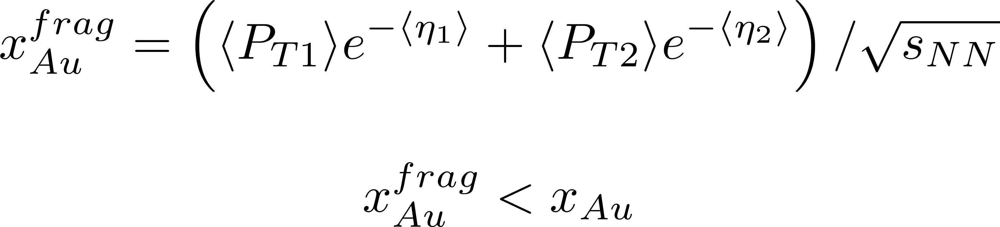 x_{Au}^{frag} = \left( \langle P_{T1} \rangle e^{-\langle \eta_1 \rangle} + \langle P_{T2} \rangle e^{-\langle \eta_2 \rangle} \right) / \sqrt{s_{NN}}
x_{Au}^{frag} < x_{Au}